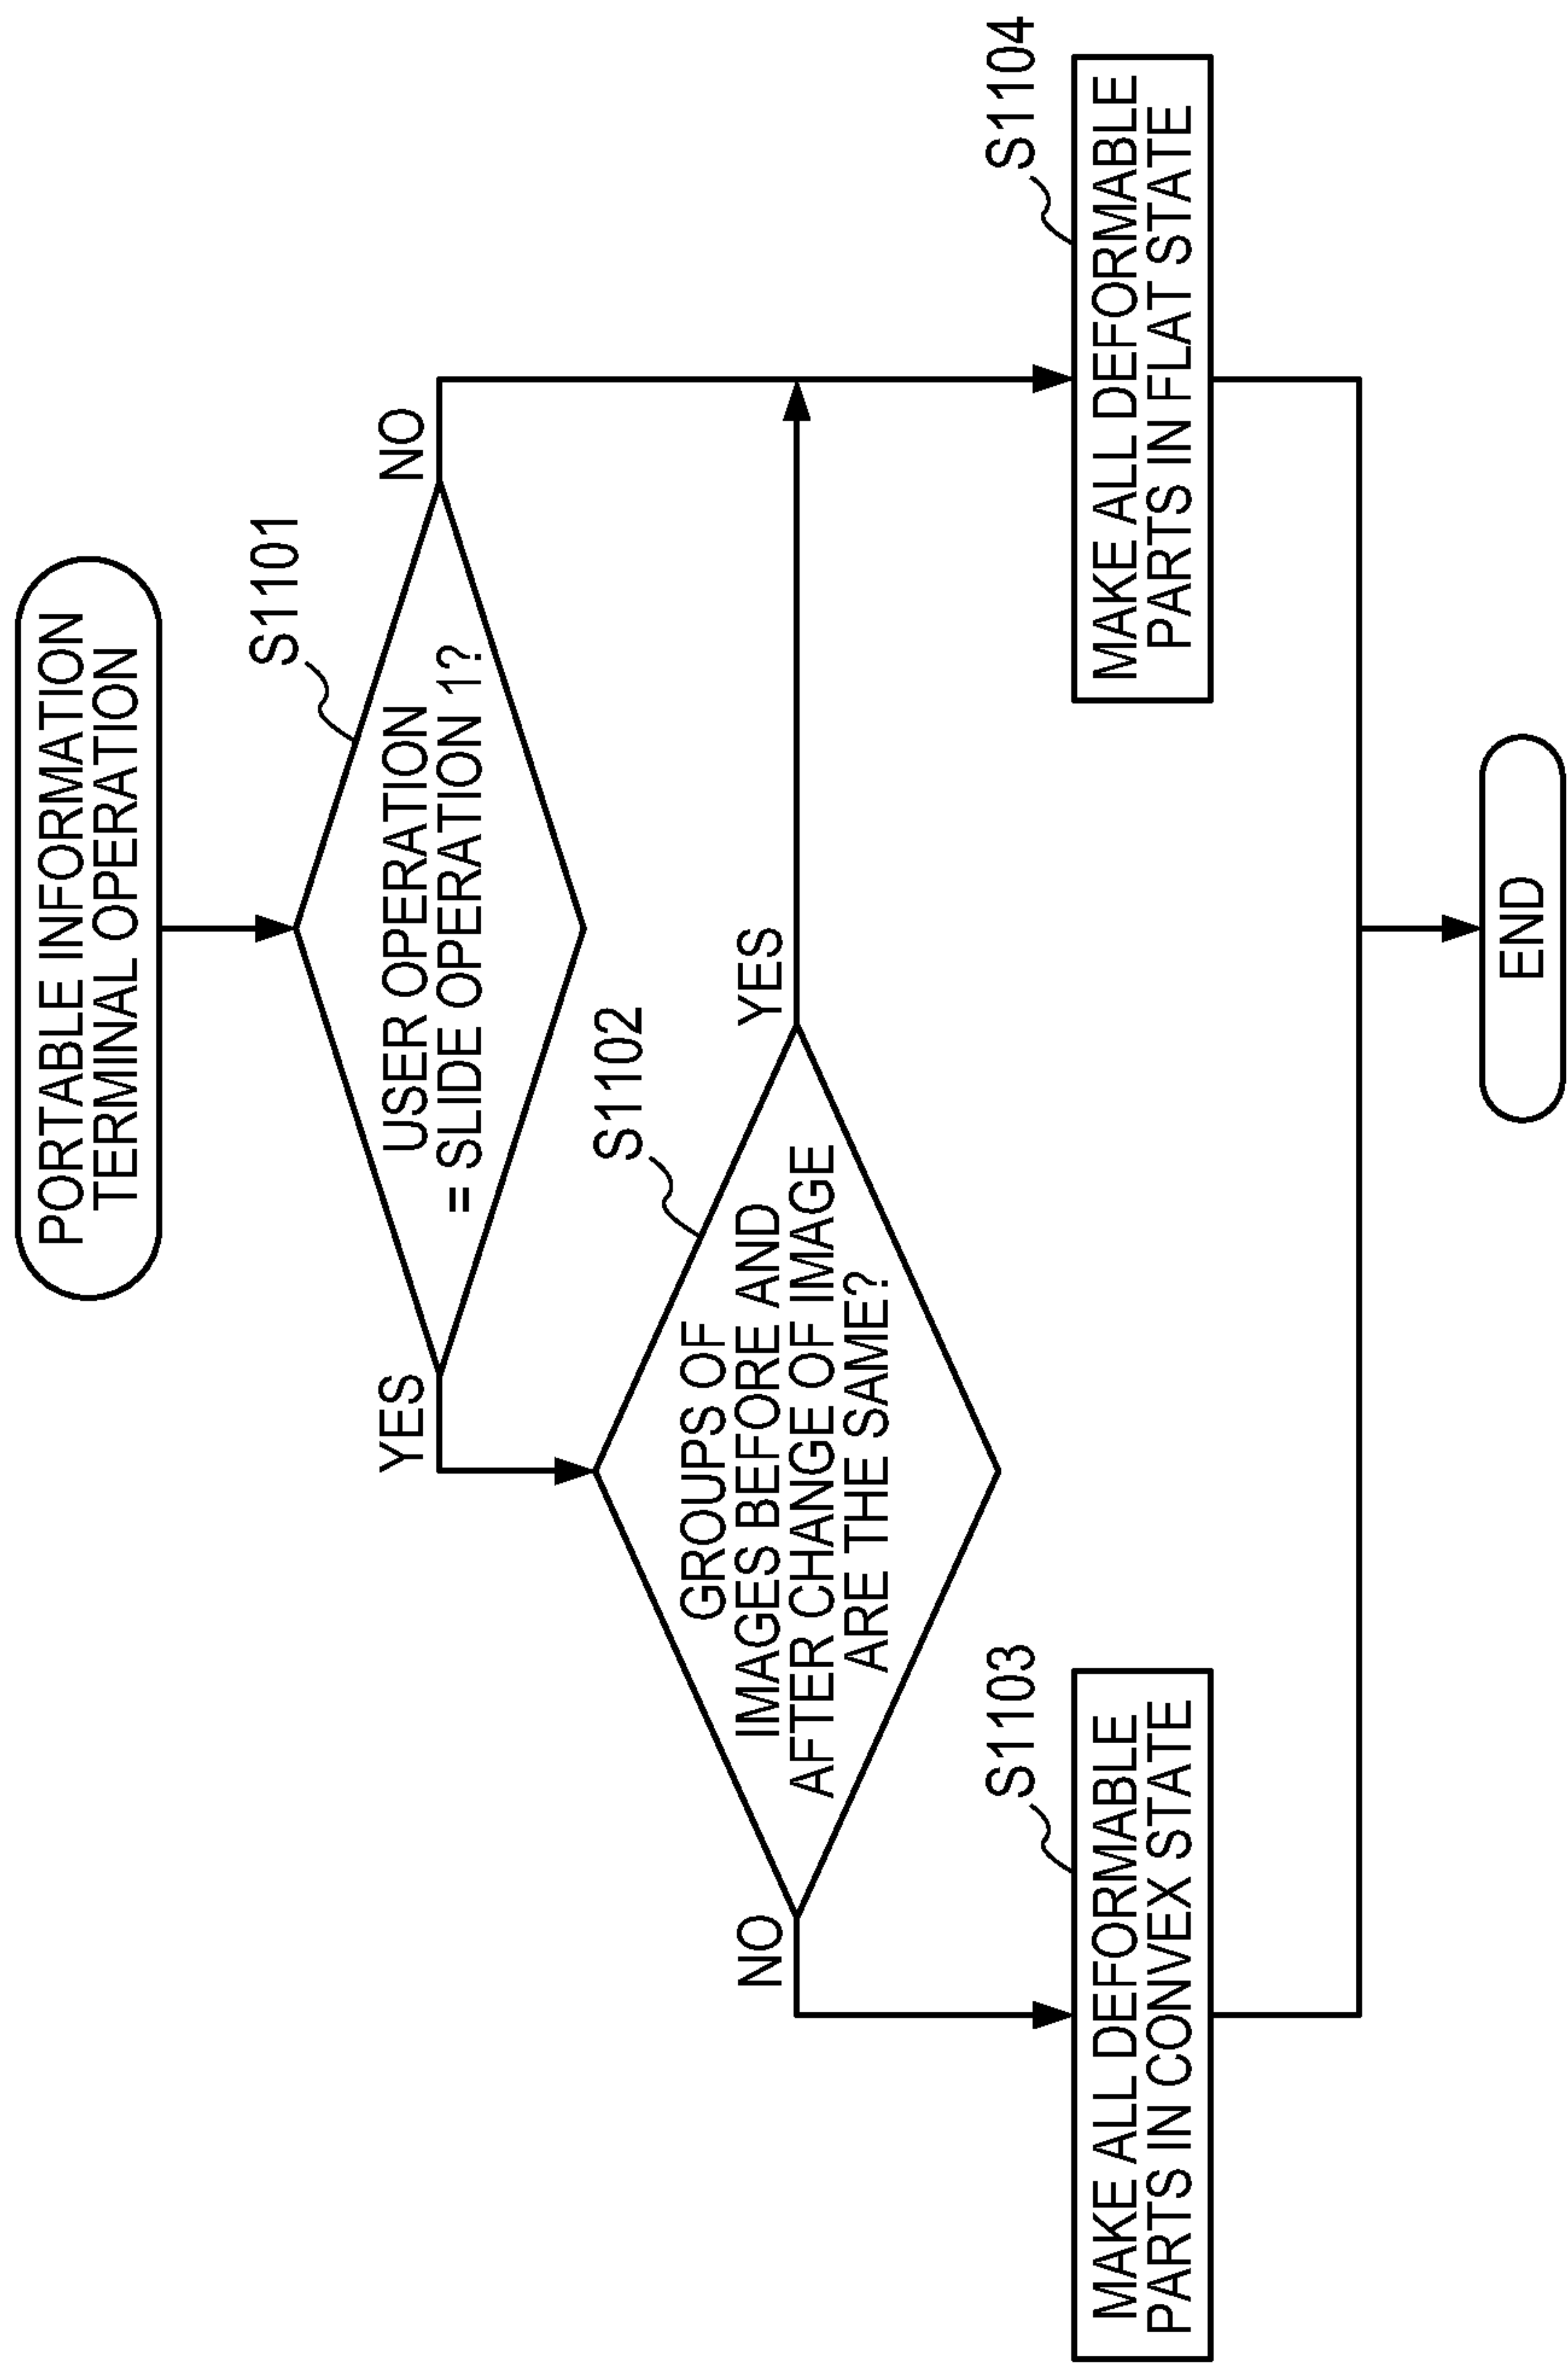 PORTABLE INFORMATION
TERMINAL OPERATION
S1101
USER OPERATION
= SLIDE OPERATION 1?
YES
NO
S1102
GROUPS OF
IMAGES BEFORE AND
AFTER CHANGE OF IMAGE
ARE THE SAME?
NO
YES
S1103
MAKE ALL DEFORMABLE
PARTS IN CONVEX STATE
S1104
MAKE ALL DEFORMABLE
PARTS IN FLAT STATE
END